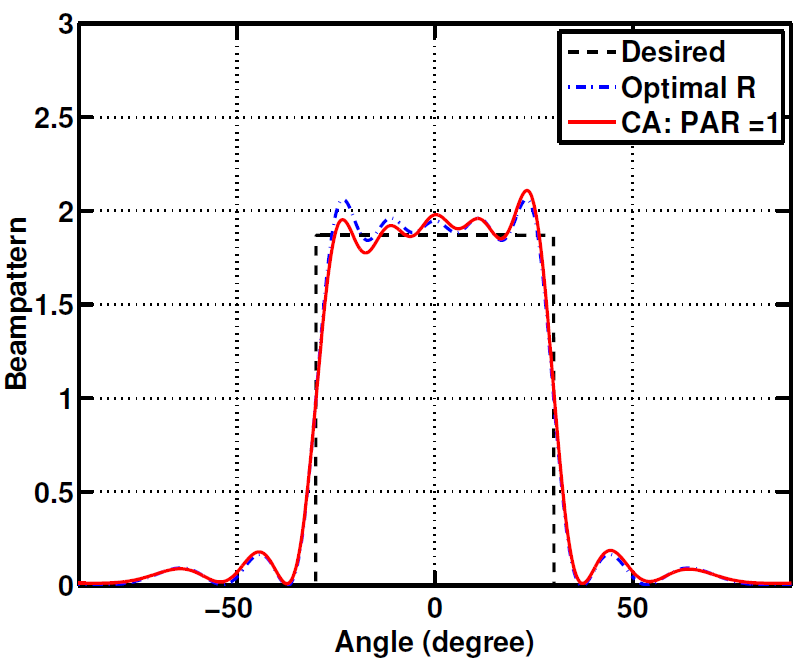 3
2.5
2
1.5
1
0.5
0
Beampattern
Desired
Optimal R
CA: PAR =1
−50 0 50
Angle (degree)